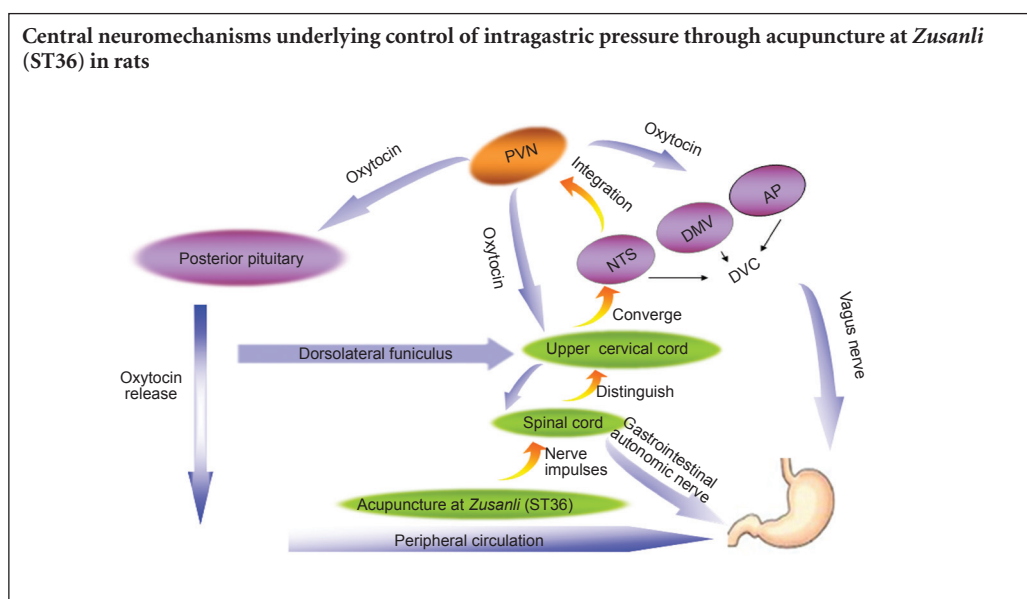 Central neuromechanisms underlying control of intragastric pressure through acupuncture at Zusanli
(ST36) in rats
Oxytocin
PVN
Oxytocin
Integration
AP
DMV
NTS
DVC
Posterior pituitary
Oxytocin
Converge
Vagus nerve
Dorsolateral funiculus
Upper cervical cord
Oxytocin
release
Distinguish
Spinal cord
Gastrointestinal
autonomic nerve
Nerve
impulses
Acupuncture at Zusanli (ST36)
Peripheral circulation